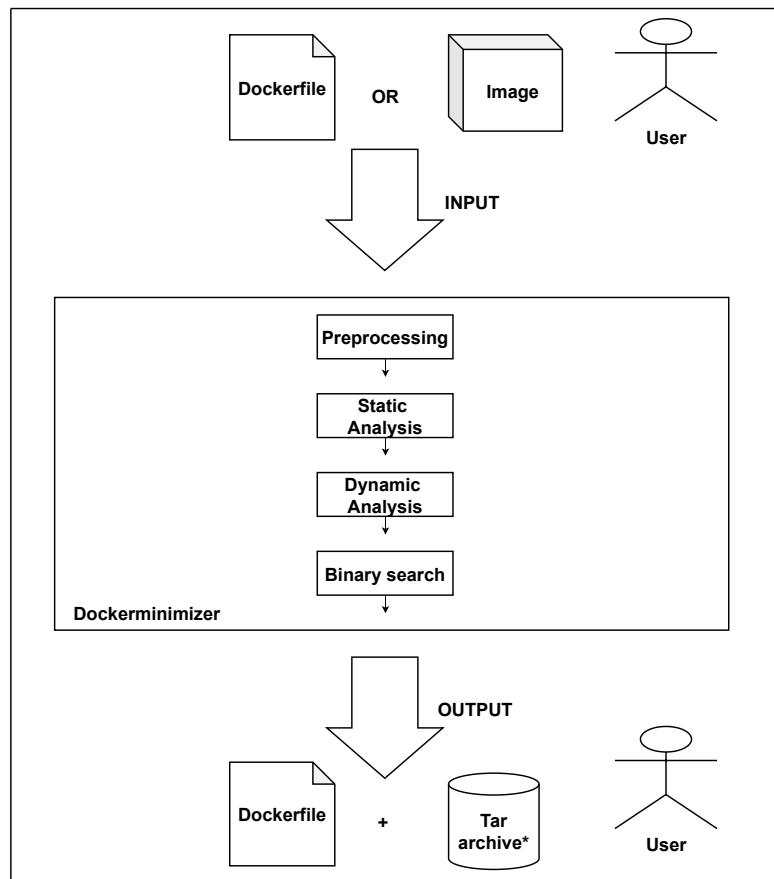 Dockerfile
OR
Image
User
INPUT
Preprocessing
Static
Analysis
Dynamic
Analysis
Binary search
Dockerminimizer
OUTPUT
Dockerfile
+
Tar
archive*
User